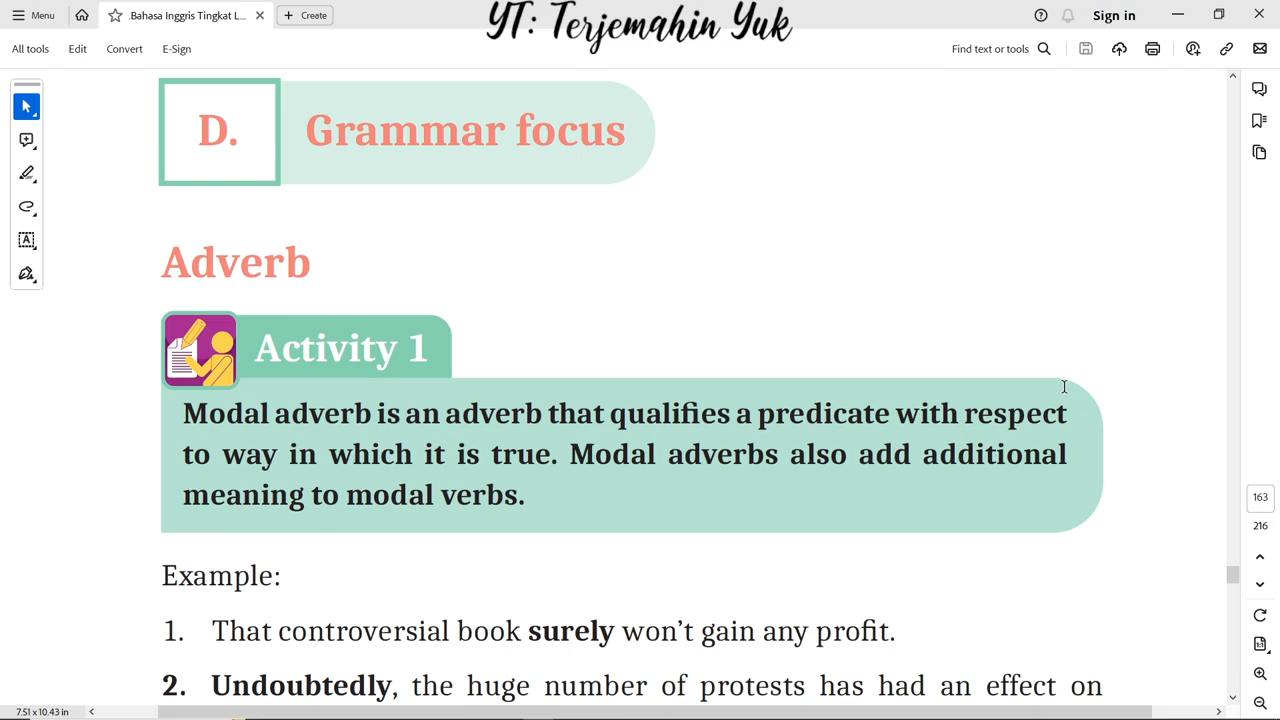 Menu
.Bahasa Inggris Tingkat L...
Create
YT: Terjemahin Yuk
Sign in
All tools
Edit
Convert
E-Sign
Find text or tools
D.
Grammar focus
Adverb
Activity 1
Modal adverb is an adverb that qualifies a predicate with respect
to way in which it is true. Modal adverbs also add additional
meaning to modal verbs.
Example:
1. That controversial book surely won’t gain any profit.
2. Undoubtedly, the huge number of protests has had an effect on
163
216
7.51 x 10.43 in